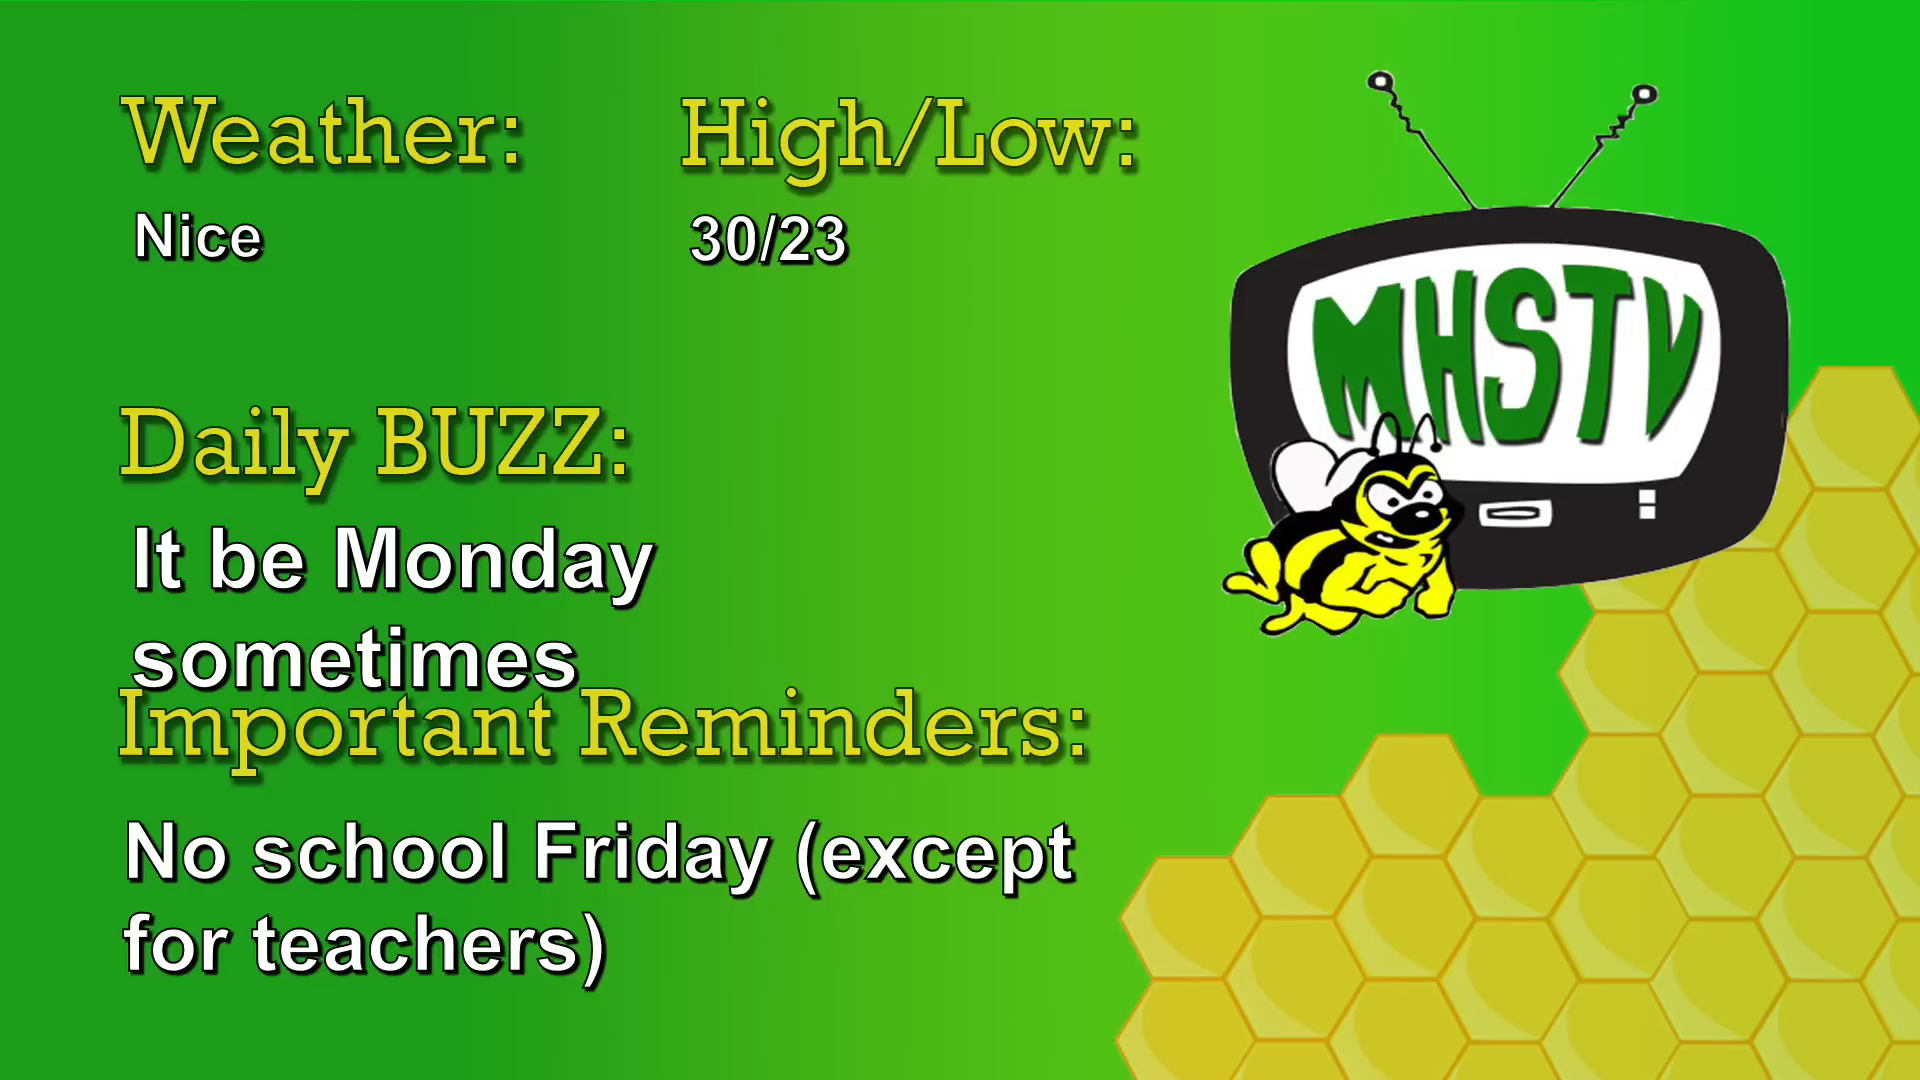 Weather:
High/Low:
Nice
30/23
MHSTV
Daily BUZZ:
It be Monday
sometimes
Important Reminders:
No school Friday (except
for teachers)